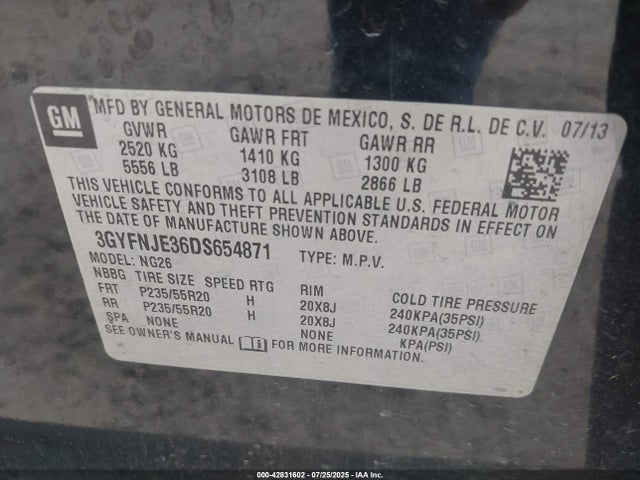 GM MFD BY GENERAL MOTORS DE MEXICO, S. DE R.L. DE C.V. 07/13
GVWR GAWR FRT GAWR RR
2520 KG 1410 KG 1300 KG
5556 LB 3108 LB 2866 LB
THIS VEHICLE CONFORMS TO ALL APPLICABLE U.S. FEDERAL MOTOR
VEHICLE SAFETY AND THEFT PREVENTION STANDARDS IN EFFECT ON
THE DATE OF MANUFACTURE SHOWN ABOVE.
3GYFNJE36DS654871 TYPE: M.P.V.
MODEL: NG26
NBBG TIRE SIZE SPEED RTG RIM COLD TIRE PRESSURE
FRT P235/55R20 H 20X8J 240KPA(35PSI)
RR P235/55R20 H 20X8J 240KPA(35PSI)
SPA NONE NONE KPA(PSI)
SEE OWNER'S MANUAL i FOR MORE INFORMATION.
000-42831602 - 07/25/2025 - IAA Inc.